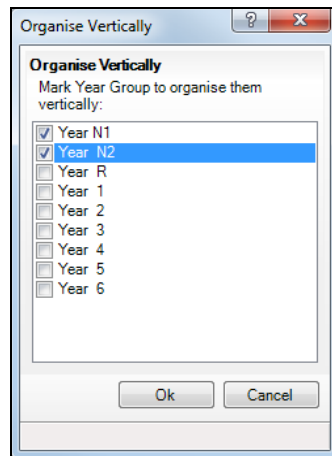 Organise Vertically
Organise Vertically
Mark Year Group to organise them
vertically:
Year N1
Year N2
Year R
Year 1
Year 2
Year 3
Year 4
Year 5
Year 6
Ok
Cancel